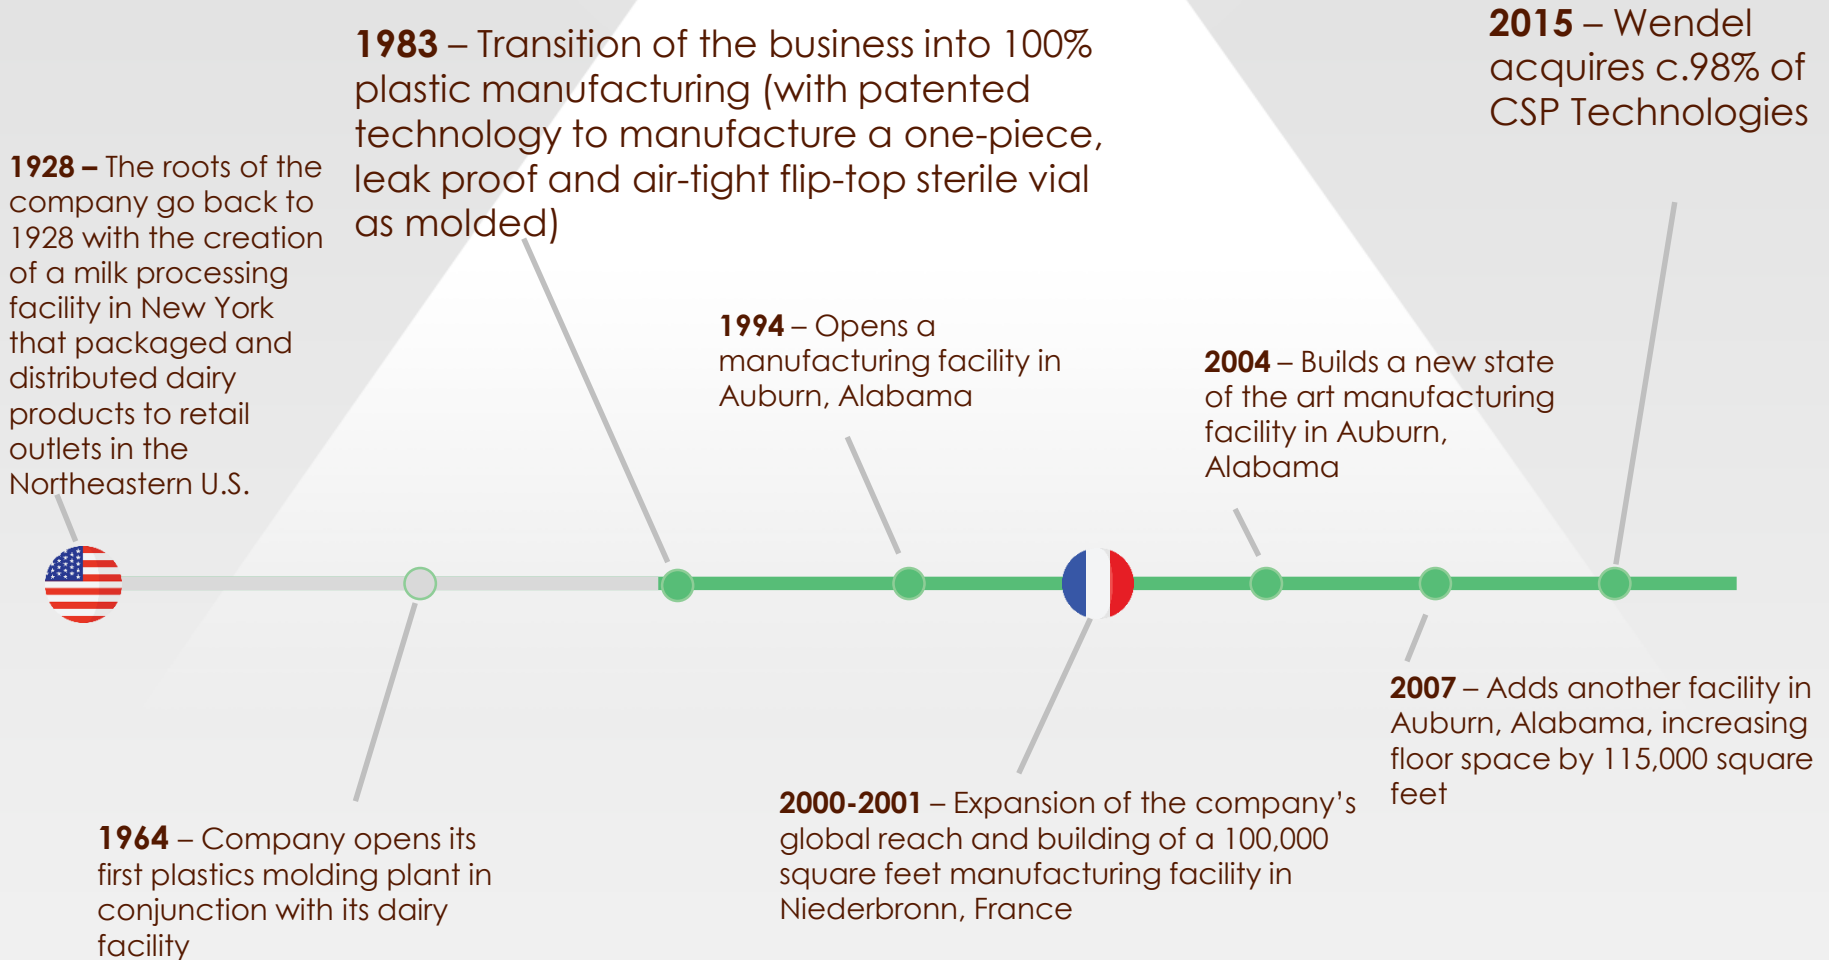 1928 – The roots of the
company go back to
1928 with the creation
of a milk processing
facility in New York
that packaged and
distributed dairy
products to retail
outlets in the
Northeastern U.S.
1964 – Company opens its
first plastics molding plant in
conjunction with its dairy
facility
1983 – Transition of the business into 100%
plastic manufacturing (with patented
technology to manufacture a one-piece,
leak proof and air-tight flip-top sterile vial
as molded)
1994 – Opens a
manufacturing facility in
Auburn, Alabama
2000-2001 – Expansion of the company’s
global reach and building of a 100,000
square feet manufacturing facility in
Niederbronn, France
2004 – Builds a new state
of the art manufacturing
facility in Auburn,
Alabama
2007 – Adds another facility in
Auburn, Alabama, increasing
floor space by 115,000 square
feet
2015 – Wendel
acquires c.98% of
CSP Technologies